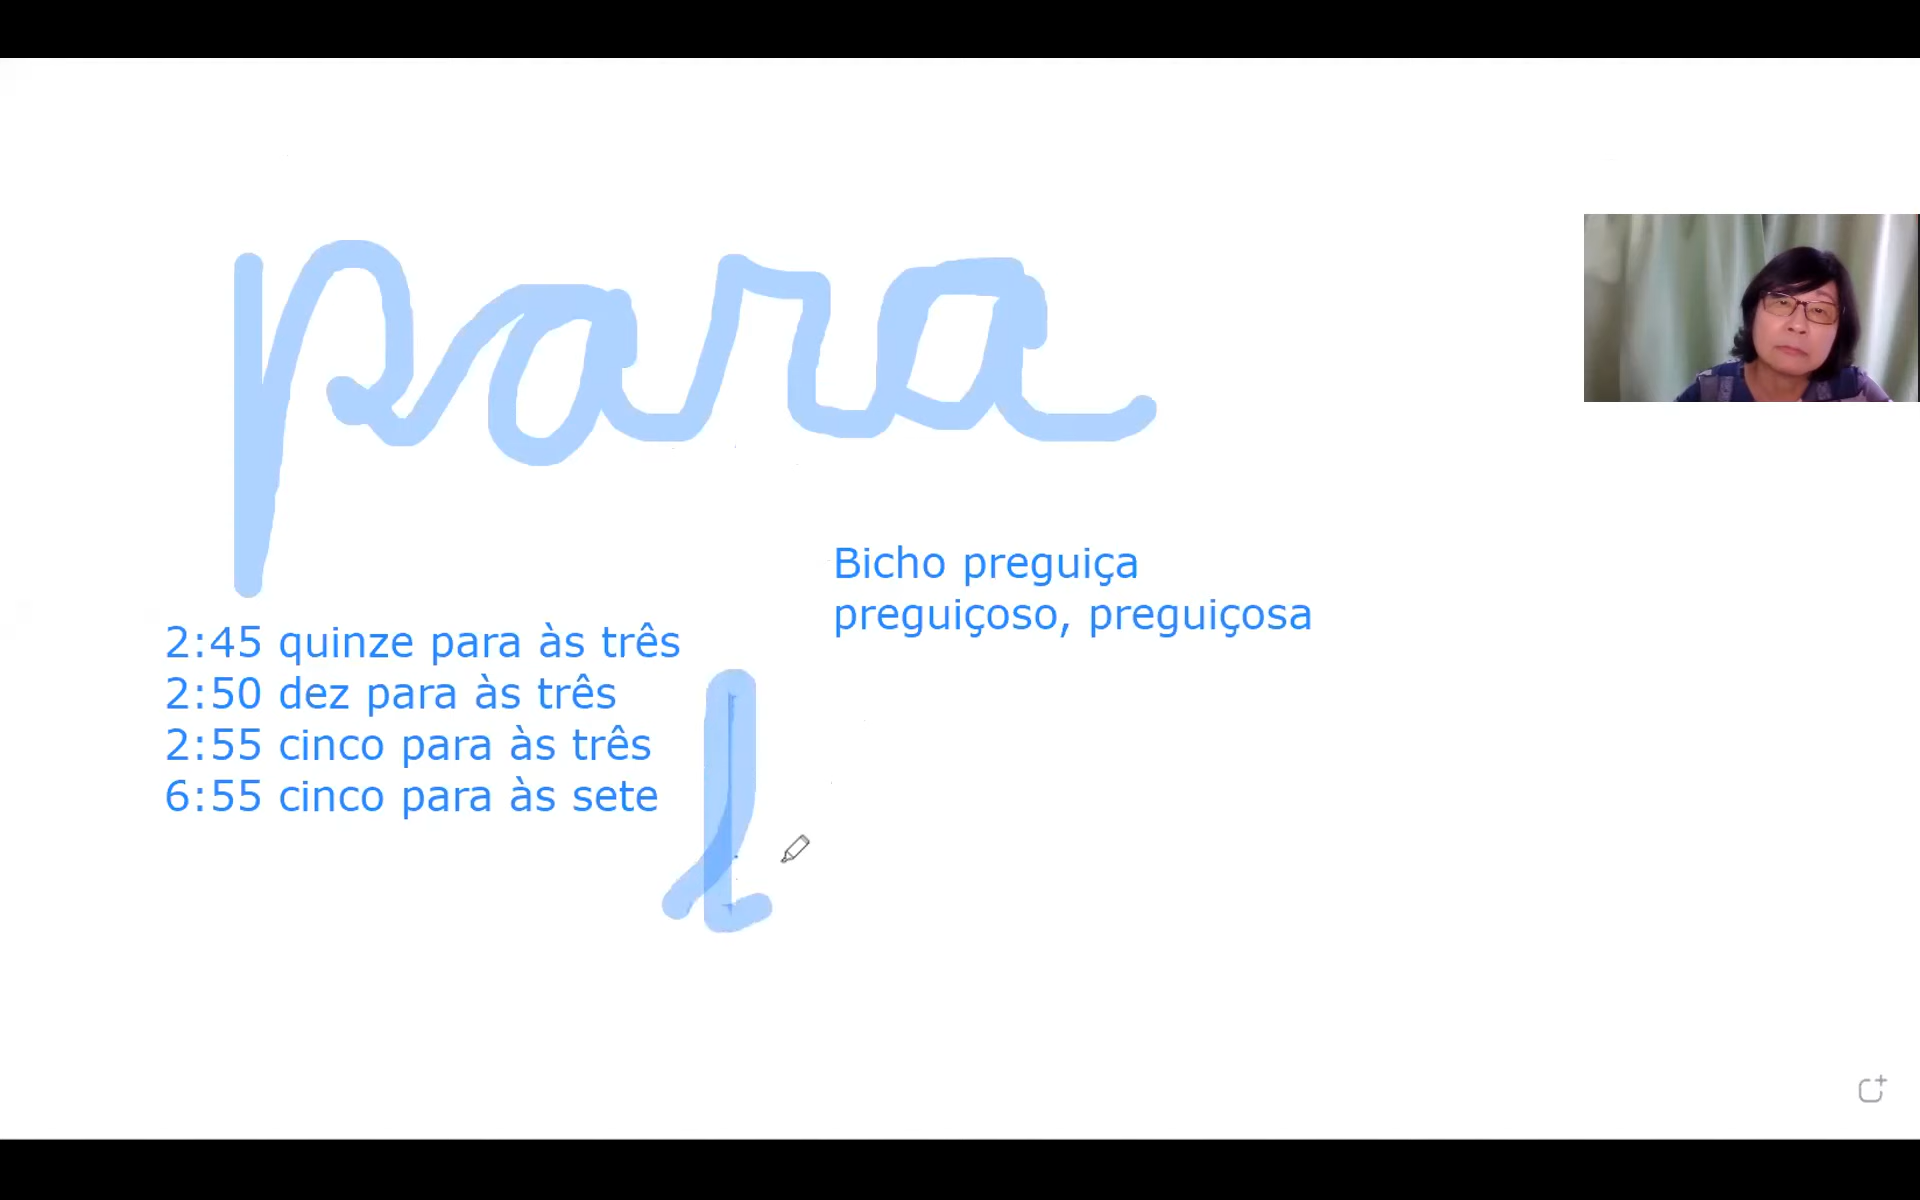 para
Bicho preguiça
preguiçoso, preguiçosa
2:45 quinze para às três
2:50 dez para às três
2:55 cinco para às três
6:55 cinco para às sete
l